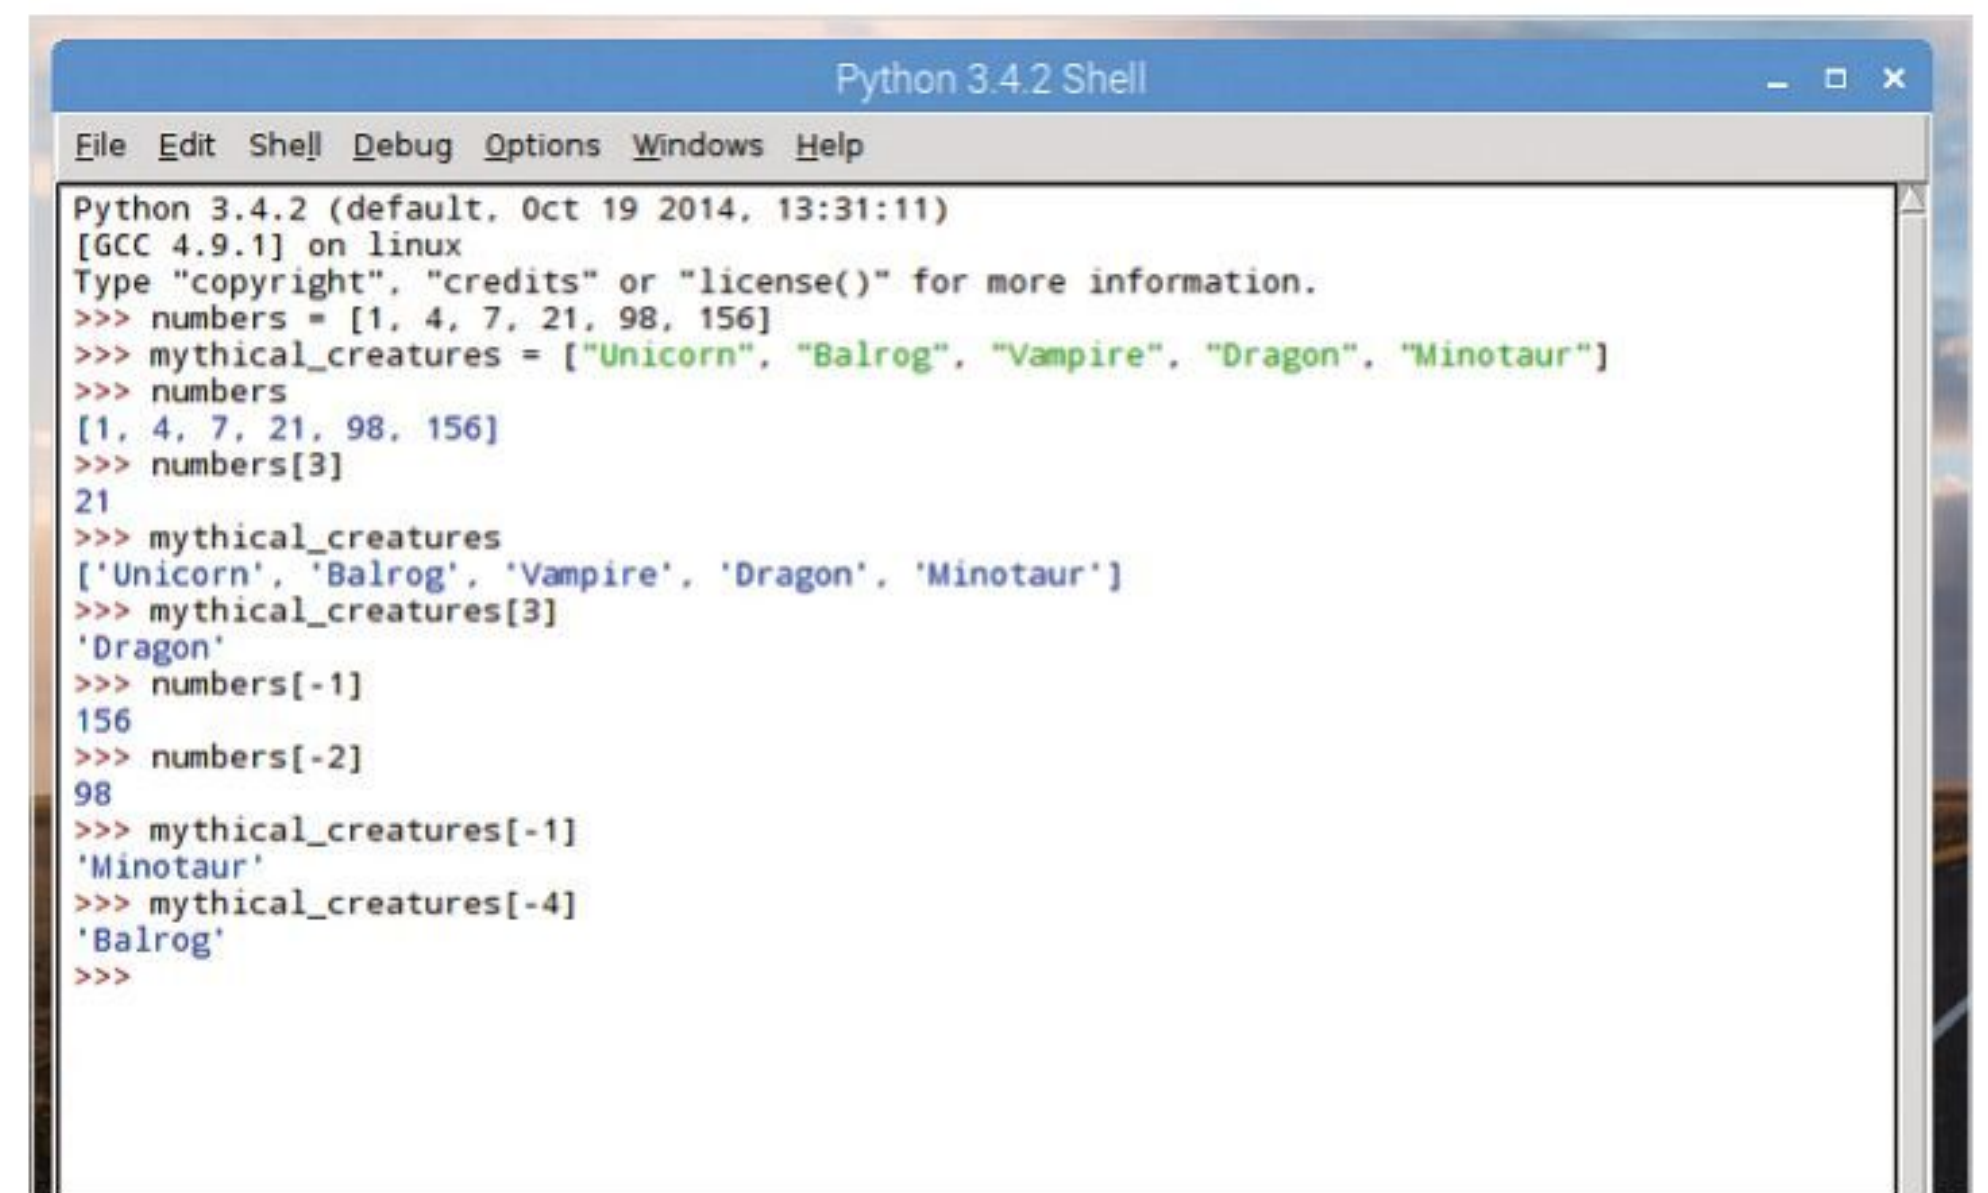 Python 3.4.2 Shell
File Edit Shell Debug Options Windows Help
Python 3.4.2 (default, Oct 19 2014, 13:31:11)
[GCC 4.9.1] on linux
Type "copyright", "credits" or "license()" for more information.
>>> numbers = [1, 4, 7, 21, 98, 156]
>>> mythical_creatures = ["Unicorn", "Balrog", "Vampire", "Dragon", "Minotaur"]
>>> numbers
[1, 4, 7, 21, 98, 156]
>>> numbers[3]
21
>>> mythical_creatures
['Unicorn', 'Balrog', 'Vampire', 'Dragon', 'Minotaur']
>>> mythical_creatures[3]
'Dragon'
>>> numbers[-1]
156
>>> numbers[-2]
98
>>> mythical_creatures[-1]
'Minotaur'
>>> mythical_creatures[-4]
'Balrog'
>>>